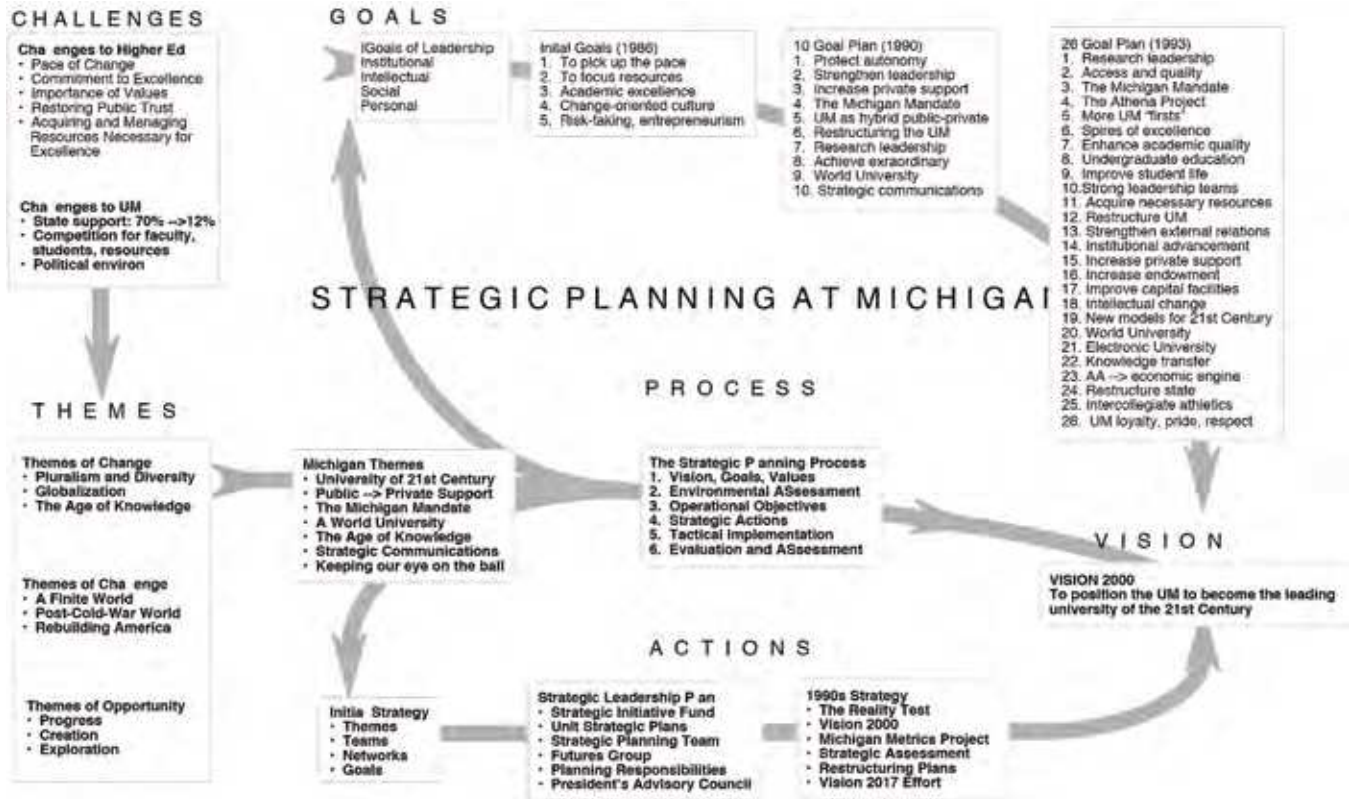 CHALLENGES
Cha enges to Higher Ed
• Pace of Change
• Commitment to Excellence
• Importance of Values
• Restoring Public Trust
• Acquiring and Managing
Resources Necessary for
Excellence
Cha enges to UM
• State support: 70% -->12%
• Competition for faculty,
students, resources
• Political environ
GOALS
lGoals of Leadership
Institutional
Intellectual
Social
Personal
Inital Goals (1986)
1. To pick up the pace
2. To focus resources
3. Academic excellence
4. Change-oriented culture
5. Risk-taking, entrepreneurism
10 Goal Plan (1990)
1. Protect autonomy
2. Strengthen leadership
3. Increase private support
4. The Michigan Mandate
5. UM as hybrid public-private
6. Restructuring the UM
7. Research leadership
8. Achieve extraordinary
9. World University
10. Strategic communications
26 Goal Plan (1993)
1. Research leadership
2. Access and quality
3. The Michigan Mandate
4. The Athena Project
5. More UM "firsts"
6. Spires of excellence
7. Enhance academic quality
8. Undergraduate education
9. Improve student life
10.Strong leadership teams
11. Acquire necessary resources
12. Restructure UM
13. Strengthen external relations
14. Institutional advancement
15. Increase private support
16. Increase endowment
17. Improve capital facilities
18. Intellectual change
19. New models for 21st Century
20. World University
21. Electronic University
22. Knowledge transfer
23. AA --> economic engine
24. Restructure state
25. Intercollegiate athletics
26. UM loyalty, pride, respect
STRATEGIC PLANNING AT MICHIGAI
THEMES
Themes of Change
• Pluralism and Diversity
• Globalization
• The Age of Knowledge
Themes of Cha enge
• A Finite World
• Post-Cold-War World
• Rebuilding America
Themes of Opportunity
• Progress
• Creation
• Exploration
Michigan Themes
• University of 21st Century
• Public --> Private Support
• The Michigan Mandate
• A World University
• The Age of Knowledge
• Strategic Communications
• Keeping our eye on the ball
PROCESS
The Strategic P anning Process
1. Vision, Goals, Values
2. Environmental ASsessment
3. Operational Objectives
4. Strategic Actions
5. Tactical Implementation
6. Evaluation and ASsessment
VISION
VISION 2000
To position the UM to become the leading
university of the 21st Century
ACTIONS
Initia Strategy
• Themes
• Teams
• Networks
• Goals
Strategic Leadership P an
• Strategic Initiative Fund
• Unit Strategic Plans
• Strategic Planning Team
• Futures Group
• Planning Responsibilities
• President's Advisory Council
1990s Strategy
• The Reality Test
• Vision 2000
• Michigan Metrics Project
• Strategic Assessment
• Restructuring Plans
• Vision 2017 Effort